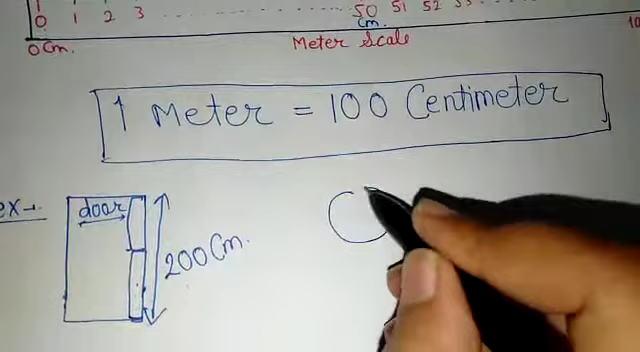 0 1 2 3 50 51 52
0 Cm. Cm. 10
Meter Scale
1 Meter = 100 Centimeter
ex→
door
200 Cm.